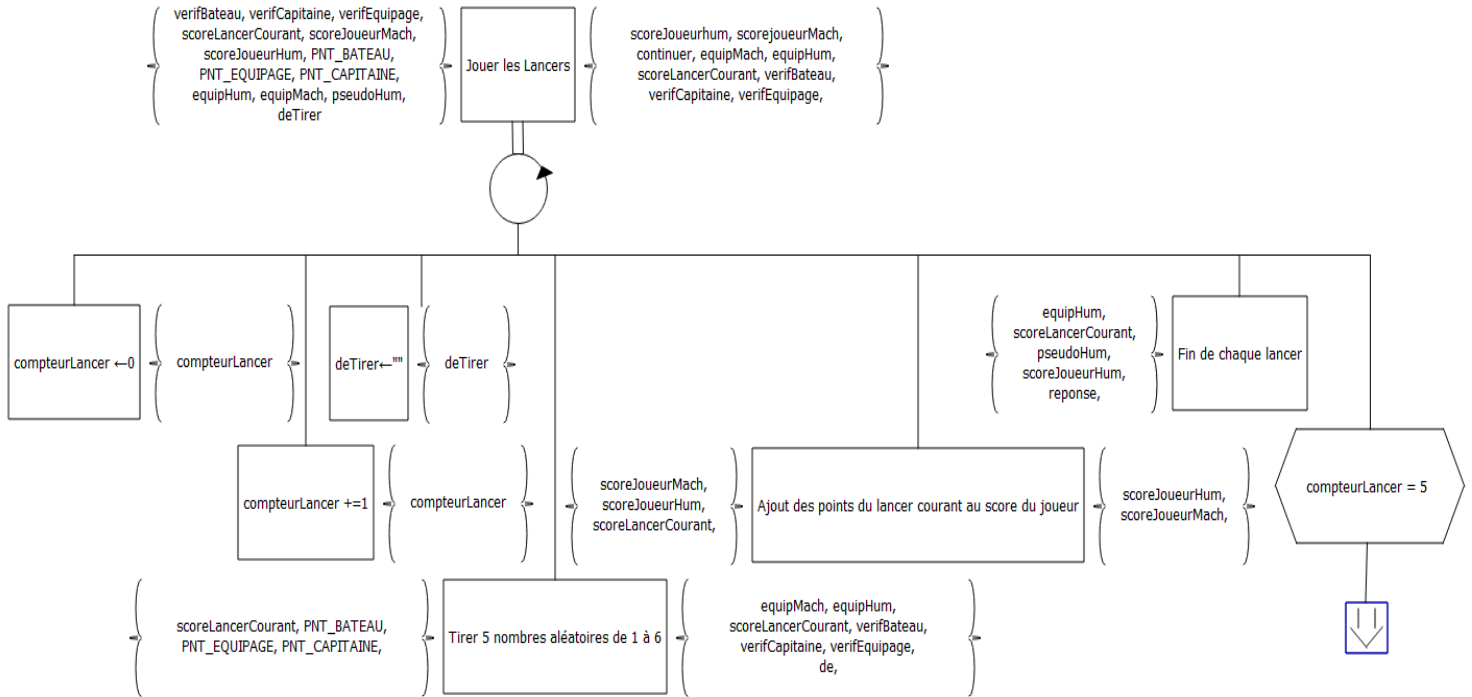 verifBateau, verifCapitaine, verifEquipage,
scoreLancerCourant, scoreJoueurMach,
scoreJoueurHum, PNT_BATEAU,
PNT_EQUIPAGE, PNT_CAPITAINE,
equipHum, equipMach, pseudoHum,
deTirer
Jouer les Lancers
scoreJoueurhum, scorejoueurMach,
continuer, equipMach, equipHum,
scoreLancerCourant, verifBateau,
verifCapitaine, verifEquipage,
compteurLancer ←0
compteurLancer
deTirer←""
deTirer
equipHum,
scoreLancerCourant,
pseudoHum,
scoreJoueurHum,
reponse,
Fin de chaque lancer
compteurLancer +=1
compteurLancer
scoreJoueurMach,
scoreJoueurHum,
scoreLancerCourant,
Ajout des points du lancer courant au score du joueur
scoreJoueurHum,
scoreJoueurMach,
compteurLancer = 5
scoreLancerCourant, PNT_BATEAU,
PNT_EQUIPAGE, PNT_CAPITAINE,
Tirer 5 nombres aléatoires de 1 à 6
equipMach, equipHum,
scoreLancerCourant, verifBateau,
verifCapitaine, verifEquipage,
de,